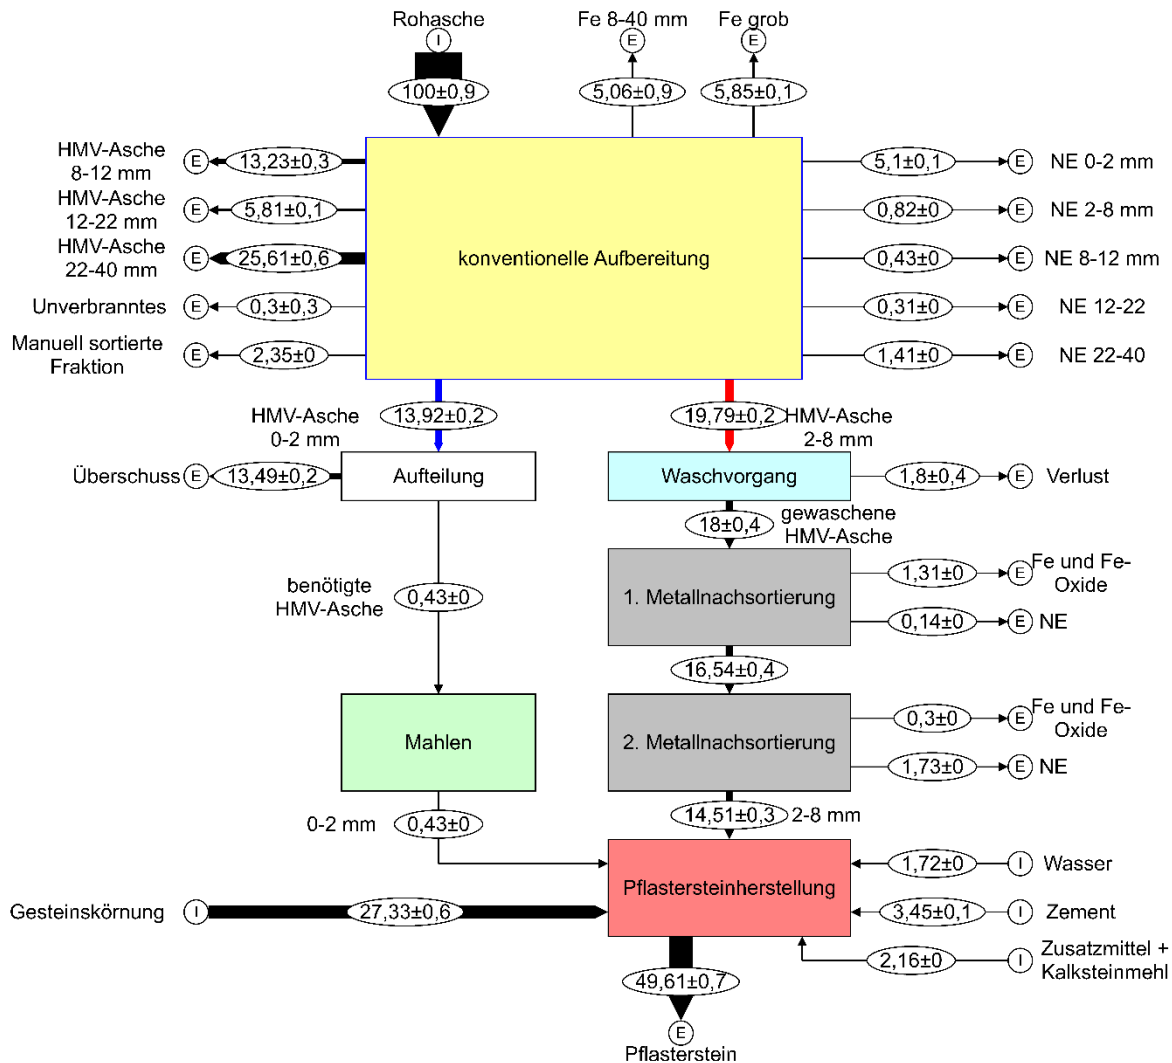 Rohasche
I
100±0,9
Fe 8-40 mm
E
5,06±0,9
Fe grob
E
5,85±0,1
HMV-Asche
8-12 mm
E
13,23±0,3
HMV-Asche
12-22 mm
E
5,81±0,1
HMV-Asche
22-40 mm
E
25,61±0,6
Unverbranntes
E
0,3±0,3
Manuell sortierte
Fraktion
E
2,35±0
konventionelle Aufbereitung
5,1±0,1
E
NE 0-2 mm
0,82±0
E
NE 2-8 mm
0,43±0
E
NE 8-12 mm
0,31±0
E
NE 12-22
1,41±0
E
NE 22-40
HMV-Asche
0-2 mm
13,92±0,2
19,79±0,2
HMV-Asche
2-8 mm
Überschuss
E
13,49±0,2
Aufteilung
Waschvorgang
1,8±0,4
E
Verlust
18±0,4
gewaschene
HMV-Asche
benötigte
HMV-Asche
0,43±0
1. Metallnachsortierung
1,31±0
E
Fe und Fe-
Oxide
0,14±0
E
NE
16,54±0,4
Mahlen
2. Metallnachsortierung
0,3±0
E
Fe und Fe-
Oxide
1,73±0
E
NE
0-2 mm
0,43±0
14,51±0,3
2-8 mm
Pflastersteinherstellung
1,72±0
I
Wasser
Gesteinskörnung
I
27,33±0,6
3,45±0,1
I
Zement
2,16±0
I
Zusatzmittel +
Kalksteinmehl
49,61±0,7
E
Pflasterstein